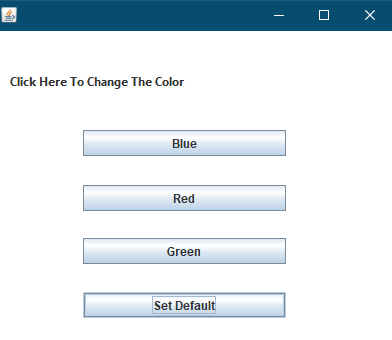 Click Here To Change The Color
Blue
Red
Green
Set Default